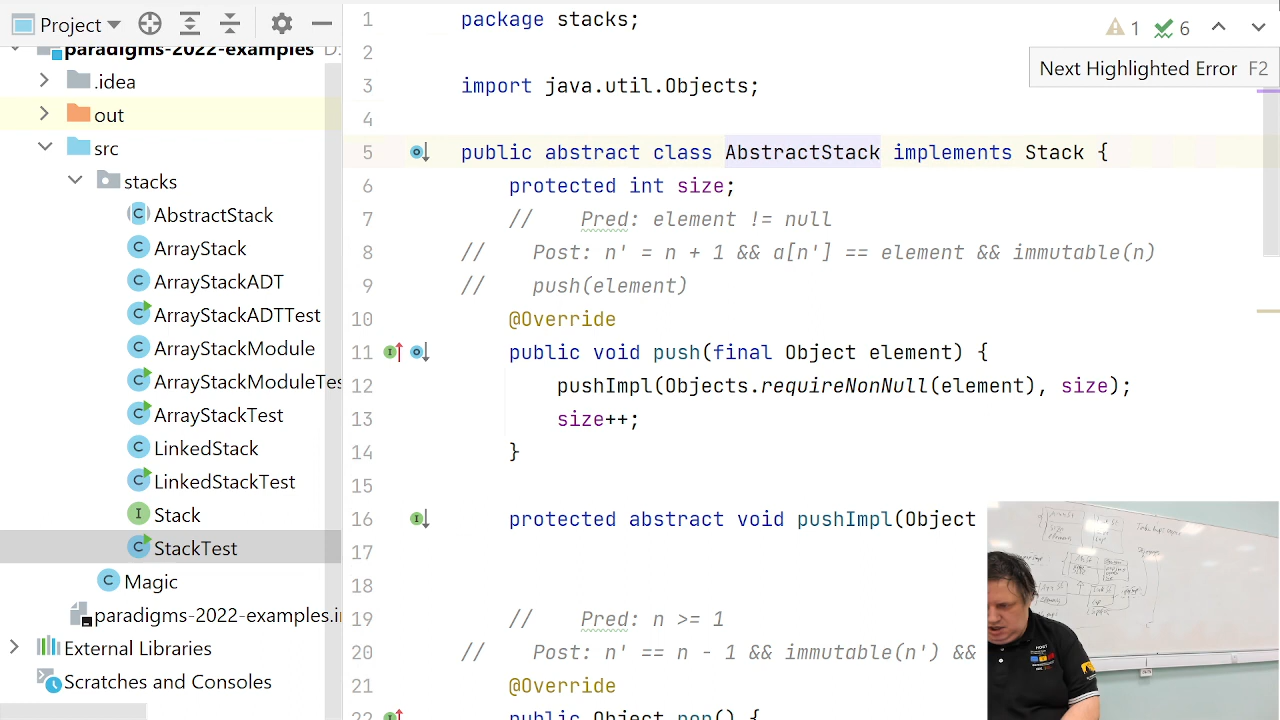 Project
paradigms-2022-examples D:
.idea
out
src
stacks
AbstractStack
ArrayStack
ArrayStackADT
ArrayStackADTTest
ArrayStackModule
ArrayStackModuleTes
ArrayStackTest
LinkedStack
LinkedStackTest
Stack
StackTest
Magic
paradigms-2022-examples.i
External Libraries
Scratches and Consoles
1 package stacks;
2
3 import java.util.Objects;
4
5 public abstract class AbstractStack implements Stack {
6 protected int size;
7 // Pred: element != null
8 // Post: n' = n + 1 && a[n'] == element && immutable(n)
9 // push(element)
10 @Override
11 public void push(final Object element) {
12 pushImpl(Objects.requireNonNull(element), size);
13 size++;
14 }
15
16 protected abstract void pushImpl(Object
17
18
19 // Pred: n >= 1
20 // Post: n' == n - 1 && immutable(n') &&
21 @Override
22 public Object pop() {
1 6
Next Highlighted Error F2